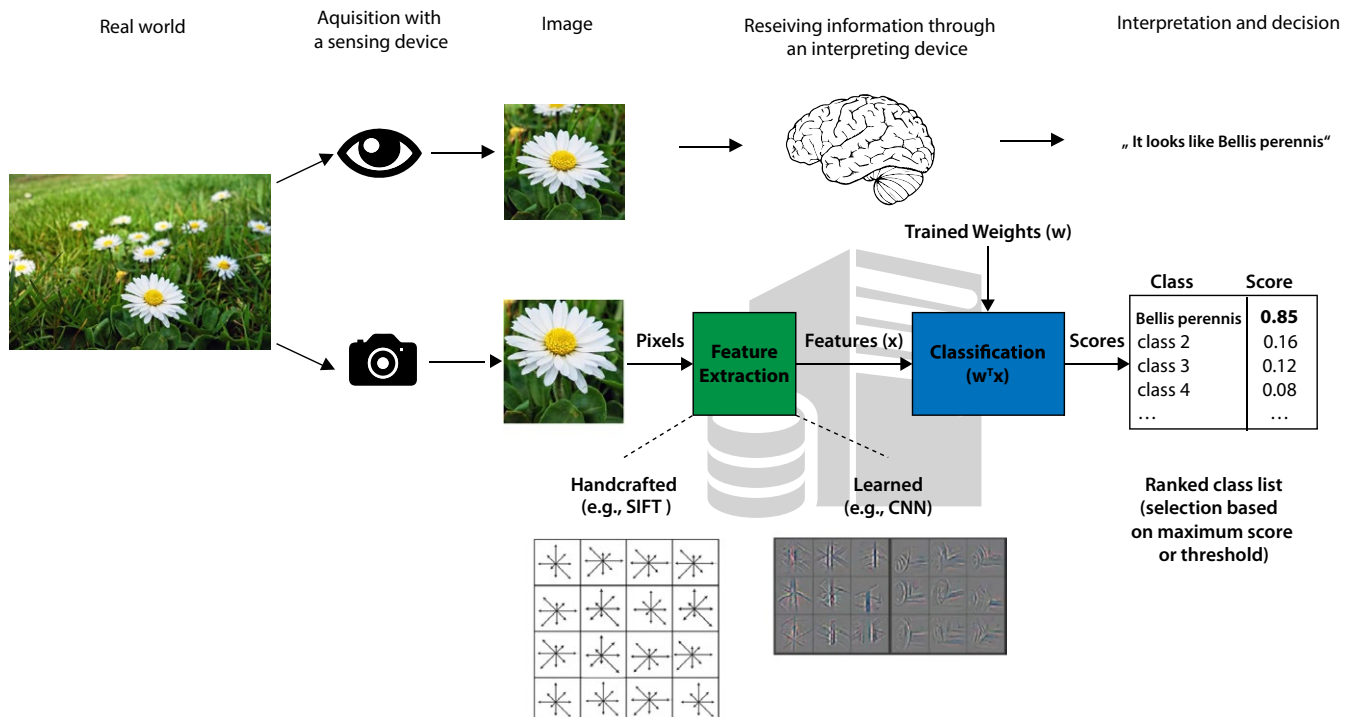 Real world
Aquisition with
a sensing device
Image
Reseiving information through
an interpreting device
Interpretation and decision
„ It looks like Bellis perennis“
Trained Weights (w)
Pixels
Feature
Extraction
Features (x)
Classification
(wᵀx)
Scores
Class Score
Bellis perennis 0.85
class 2 0.16
class 3 0.12
class 4 0.08
... ...
Handcrafted
(e.g., SIFT )
Learned
(e.g., CNN)
Ranked class list
(selection based
on maximum score
or threshold)